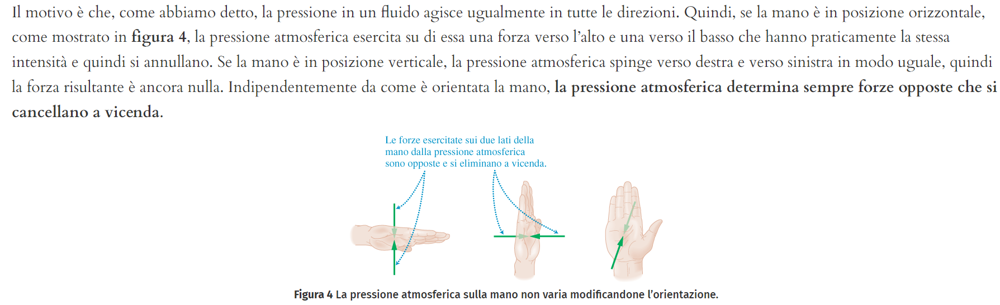 Il motivo è che, come abbiamo detto, la pressione in un fluido agisce ugualmente in tutte le direzioni. Quindi, se la mano è in posizione orizzontale,
come mostrato in figura 4, la pressione atmosferica esercita su di essa una forza verso l’alto e una verso il basso che hanno praticamente la stessa
intensità e quindi si annullano. Se la mano è in posizione verticale, la pressione atmosferica spinge verso destra e verso sinistra in modo uguale, quindi
la forza risultante è ancora nulla. Indipendentemente da come è orientata la mano, la pressione atmosferica determina sempre forze opposte che si
cancellano a vicenda.
Le forze esercitate sui due lati della
mano dalla pressione atmosferica
sono opposte e si eliminano a vicenda.
Figura 4 La pressione atmosferica sulla mano non varia modificandone l’orientazione.